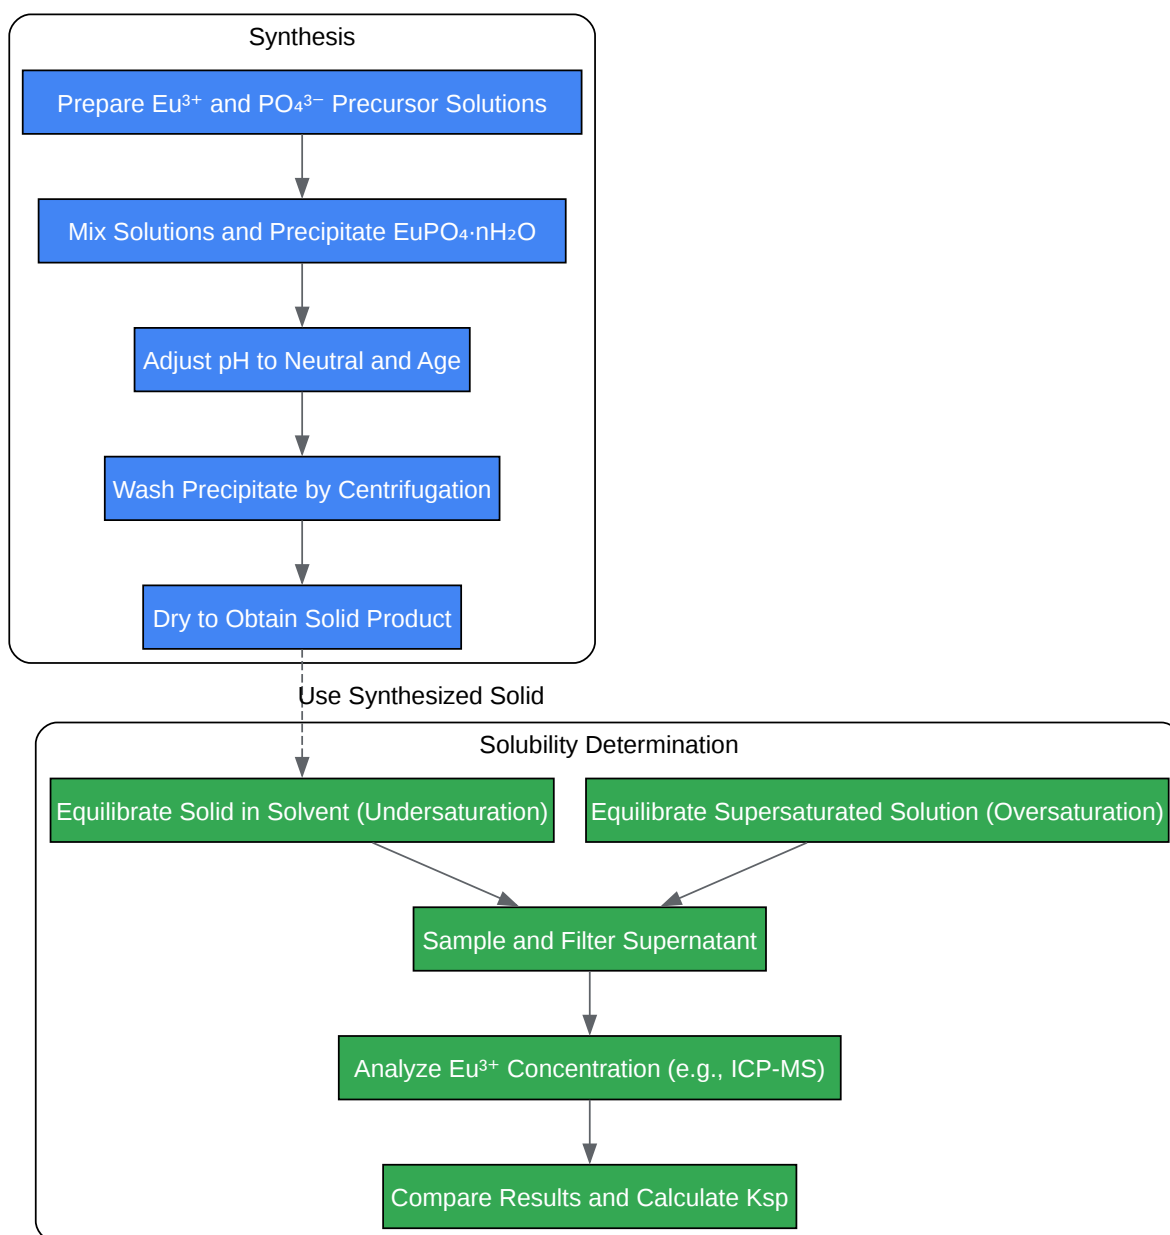 Synthesis
Prepare Eu³⁺ and PO₄³⁻ Precursor Solutions
Mix Solutions and Precipitate EuPO₄·nH₂O
Adjust pH to Neutral and Age
Wash Precipitate by Centrifugation
Dry to Obtain Solid Product
Use Synthesized Solid
Solubility Determination
Equilibrate Solid in Solvent (Undersaturation)
Equilibrate Supersaturated Solution (Oversaturation)
Sample and Filter Supernatant
Analyze Eu³⁺ Concentration (e.g., ICP-MS)
Compare Results and Calculate Ksp